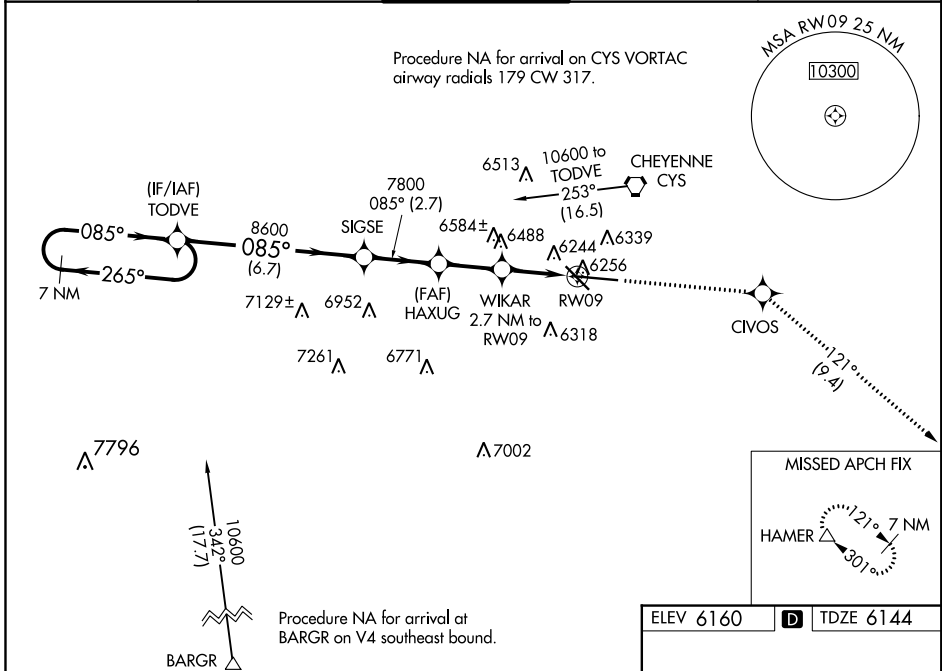 Procedure NA for arrival on CYS VORTAC
airway radials 179 CW 317.
MSA RW09 25 NM
10300
6513
10600 to
TODVE
253°
(16.5)
CHEYENNE
CYS
(IF/IAF)
TODVE
085°
265°
7 NM
8600
085°
(6.7)
SIGSE
7800
085° (2.7)
6584±
6488
6244
6339
6256
(FAF)
HAXUG
WIKAR
2.7 NM to
RW09
RW09
6318
CIVOS
121°
(9.4)
7129±
6952
7261
6771
7796
7002
10600
342°
(17.7)
BARGR
Procedure NA for arrival at
BARGR on V4 southeast bound.
MISSED APCH FIX
HAMER
121°
301°
7 NM
ELEV 6160
D
TDZE 6144